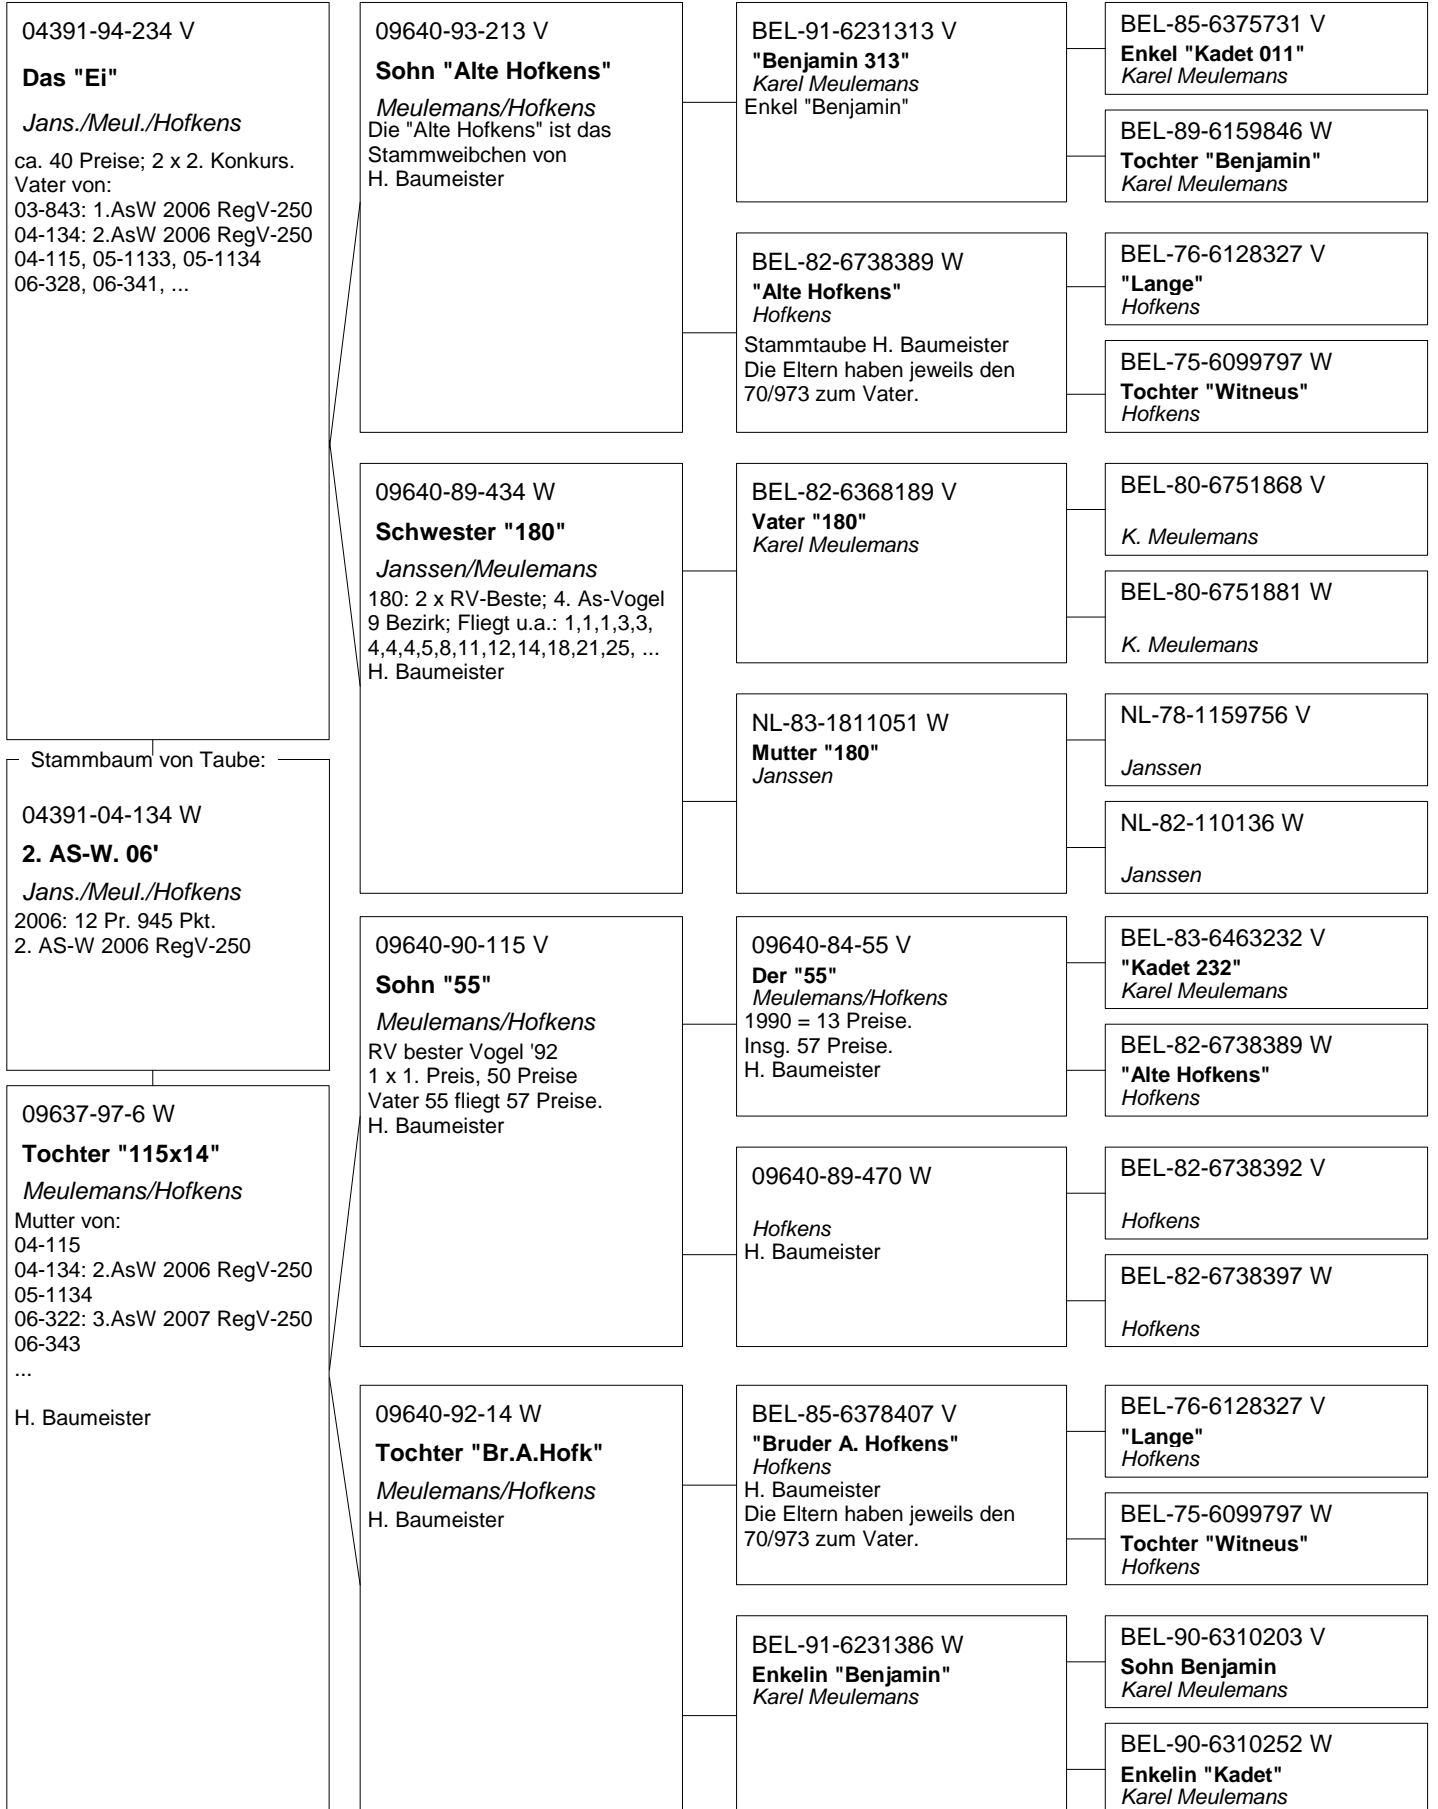 04391-94-234 V
Das "Ei"
Jans./Meul./Hofkens
ca. 40 Preise; 2 x 2. Konkurs.
Vater von:
03-843: 1.AsW 2006 RegV-250
04-134: 2.AsW 2006 RegV-250
04-115, 05-1133, 05-1134
06-328, 06-341, ...
Stammbaum von Taube:
04391-04-134 W
2. AS-W. 06'
Jans./Meul./Hofkens
2006: 12 Pr. 945 Pkt.
2. AS-W 2006 RegV-250
09637-97-6 W
Tochter "115x14"
Meulemans/Hofkens
Mutter von:
04-115
04-134: 2.AsW 2006 RegV-250
05-1134
06-322: 3.AsW 2007 RegV-250
06-343
...
H. Baumeister
09640-93-213 V
Sohn "Alte Hofkens"
Meulemans/Hofkens
Die "Alte Hofkens" ist das
Stammweibchen von
H. Baumeister
09640-89-434 W
Schwester "180"
Janssen/Meulemans
180: 2 x RV-Beste; 4. As-Vogel
9 Bezirk; Fliegt u.a.: 1,1,1,3,3,
4,4,4,5,8,11,12,14,18,21,25, ...
H. Baumeister
09640-90-115 V
Sohn "55"
Meulemans/Hofkens
RV bester Vogel '92
1 x 1. Preis, 50 Preise
Vater 55 fliegt 57 Preise.
H. Baumeister
09640-92-14 W
Tochter "Br.A.Hofk"
Meulemans/Hofkens
H. Baumeister
BEL-91-6231313 V
"Benjamin 313"
Karel Meulemans
Enkel "Benjamin"
BEL-82-6738389 W
"Alte Hofkens"
Hofkens
Stammtaube H. Baumeister
Die Eltern haben jeweils den
70/973 zum Vater.
BEL-82-6368189 V
Vater "180"
Karel Meulemans
NL-83-1811051 W
Mutter "180"
Janssen
09640-84-55 V
Der "55"
Meulemans/Hofkens
1990 = 13 Preise.
Insg. 57 Preise.
H. Baumeister
09640-89-470 W
Hofkens
H. Baumeister
BEL-85-6378407 V
"Bruder A. Hofkens"
Hofkens
H. Baumeister
Die Eltern haben jeweils den
70/973 zum Vater.
BEL-91-6231386 W
Enkelin "Benjamin"
Karel Meulemans
BEL-85-6375731 V
Enkel "Kadet 011"
Karel Meulemans
BEL-89-6159846 W
Tochter "Benjamin"
Karel Meulemans
BEL-76-6128327 V
"Lange"
Hofkens
BEL-75-6099797 W
Tochter "Witneus"
Hofkens
BEL-80-6751868 V
K. Meulemans
BEL-80-6751881 W
K. Meulemans
NL-78-1159756 V
Janssen
NL-82-110136 W
Janssen
BEL-83-6463232 V
"Kadet 232"
Karel Meulemans
BEL-82-6738389 W
"Alte Hofkens"
Hofkens
BEL-82-6738392 V
Hofkens
BEL-82-6738397 W
Hofkens
BEL-76-6128327 V
"Lange"
Hofkens
BEL-75-6099797 W
Tochter "Witneus"
Hofkens
BEL-90-6310203 V
Sohn Benjamin
Karel Meulemans
BEL-90-6310252 W
Enkelin "Kadet"
Karel Meulemans